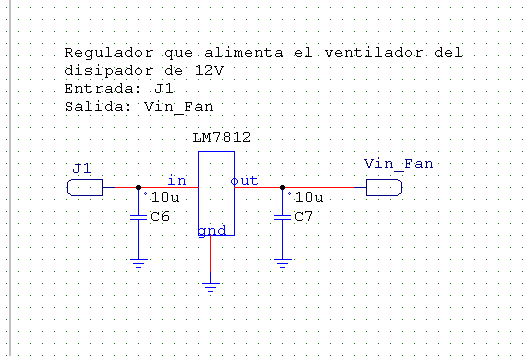 Regulador que alimenta el ventilador del
disipador de 12V
Entrada: J1
Salida: Vin_Fan
LM7812
J1
Vin_Fan
in
out
10u
10u
C6
C7
gnd